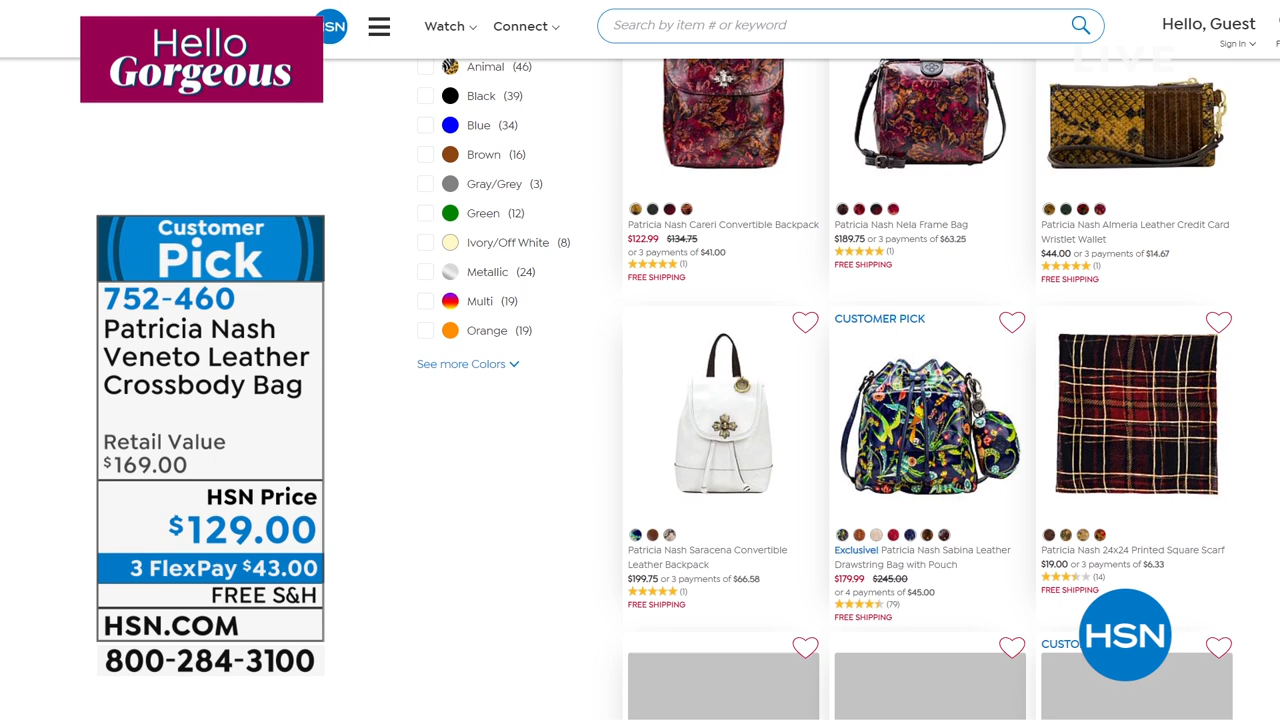 Hello
Gorgeous
HSN
Watch
Connect
Search by item # or keyword
Hello, Guest
Sign In
LIVE
Customer
Pick
752-460
Patricia Nash
Veneto Leather
Crossbody Bag
Retail Value
$169.00
HSN Price
$129.00
3 FlexPay $43.00
FREE S&H
HSN.COM
800-284-3100
Animal (46)
Black (39)
Blue (34)
Brown (16)
Gray/Grey (3)
Green (12)
Ivory/Off White (8)
Metallic (24)
Multi (19)
Orange (19)
See more Colors
Patricia Nash Careri Convertible Backpack
$122.99 $134.75
or 3 payments of $41.00
(1)
FREE SHIPPING
Patricia Nash Nela Frame Bag
$189.75 or 3 payments of $63.25
(1)
FREE SHIPPING
Patricia Nash Almeria Leather Credit Card
Wristlet Wallet
$44.00 or 3 payments of $14.67
(1)
FREE SHIPPING
Patricia Nash Saracena Convertible
Leather Backpack
$199.75 or 3 payments of $66.58
(1)
FREE SHIPPING
CUSTOMER PICK
Exclusive! Patricia Nash Sabina Leather
Drawstring Bag with Pouch
$179.99 $245.00
or 4 payments of $45.00
(79)
FREE SHIPPING
Patricia Nash 24x24 Printed Square Scarf
$19.00 or 3 payments of $6.33
(14)
FREE SHIPPING
CUSTO
HSN